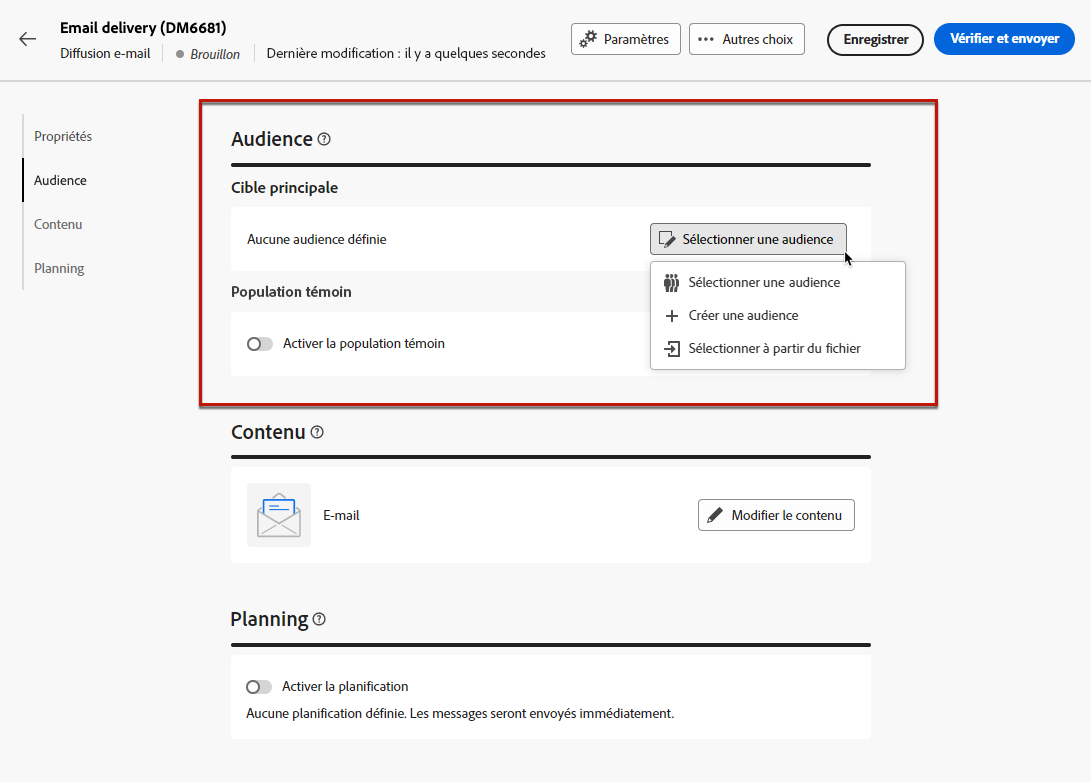 Email delivery (DM6681)
Diffusion e-mail
Brouillon
Dernière modification : il y a quelques secondes
Paramètres
Autres choix
Enregistrer
Vérifier et envoyer
Propriétés
Audience
Contenu
Planning
Audience
Cible principale
Aucune audience définie
Sélectionner une audience
Sélectionner une audience
Créer une audience
Sélectionner à partir du fichier
Population témoin
Activer la population témoin
Contenu
E-mail
Modifier le contenu
Planning
Activer la planification
Aucune planification définie. Les messages seront envoyés immédiatement.